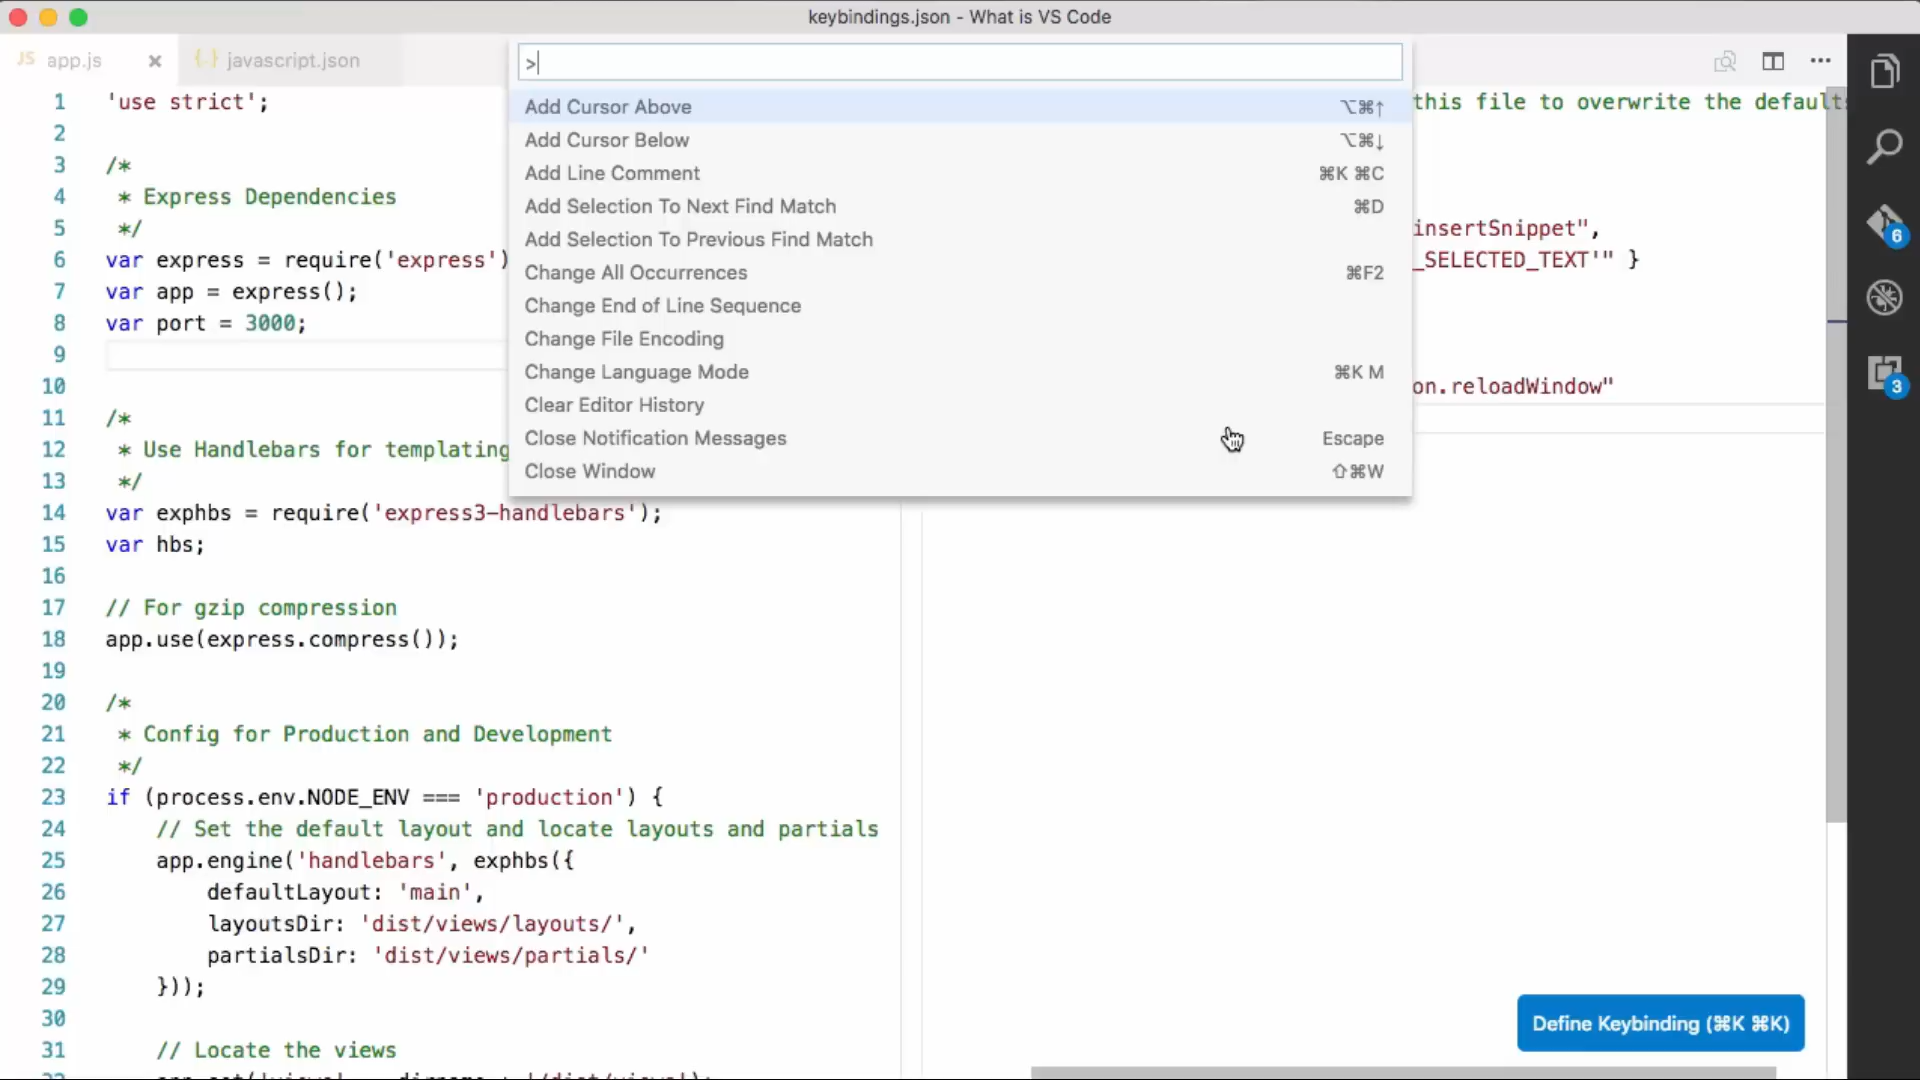 keybindings.json - What is VS Code
JS app.js
{ } javascript.json
>
Add Cursor Above ⌥⌘↑
Add Cursor Below ⌥⌘↓
Add Line Comment ⌘K ⌘C
Add Selection To Next Find Match ⌘D
Add Selection To Previous Find Match
Change All Occurrences ⌘F2
Change End of Line Sequence
Change File Encoding
Change Language Mode ⌘K M
Clear Editor History
Close Notification Messages Escape
Close Window ⇧⌘W
1 'use strict';
2
3 /*
4 * Express Dependencies
5 */
6 var express = require('express')
7 var app = express();
8 var port = 3000;
9
10
11 /*
12 * Use Handlebars for templating
13 */
14 var exphbs = require('express3-handlebars');
15 var hbs;
16
17 // For gzip compression
18 app.use(express.compress());
19
20 /*
21 * Config for Production and Development
22 */
23 if (process.env.NODE_ENV === 'production') {
24 // Set the default layout and locate layouts and partials
25 app.engine('handlebars', exphbs({
26 defaultLayout: 'main',
27 layoutsDir: 'dist/views/layouts/',
28 partialsDir: 'dist/views/partials/'
29 }));
30
31 // Locate the views
this file to overwrite the default
insertSnippet",
_SELECTED_TEXT'" }
on.reloadWindow"
6
3
Define Keybinding (⌘K ⌘K)